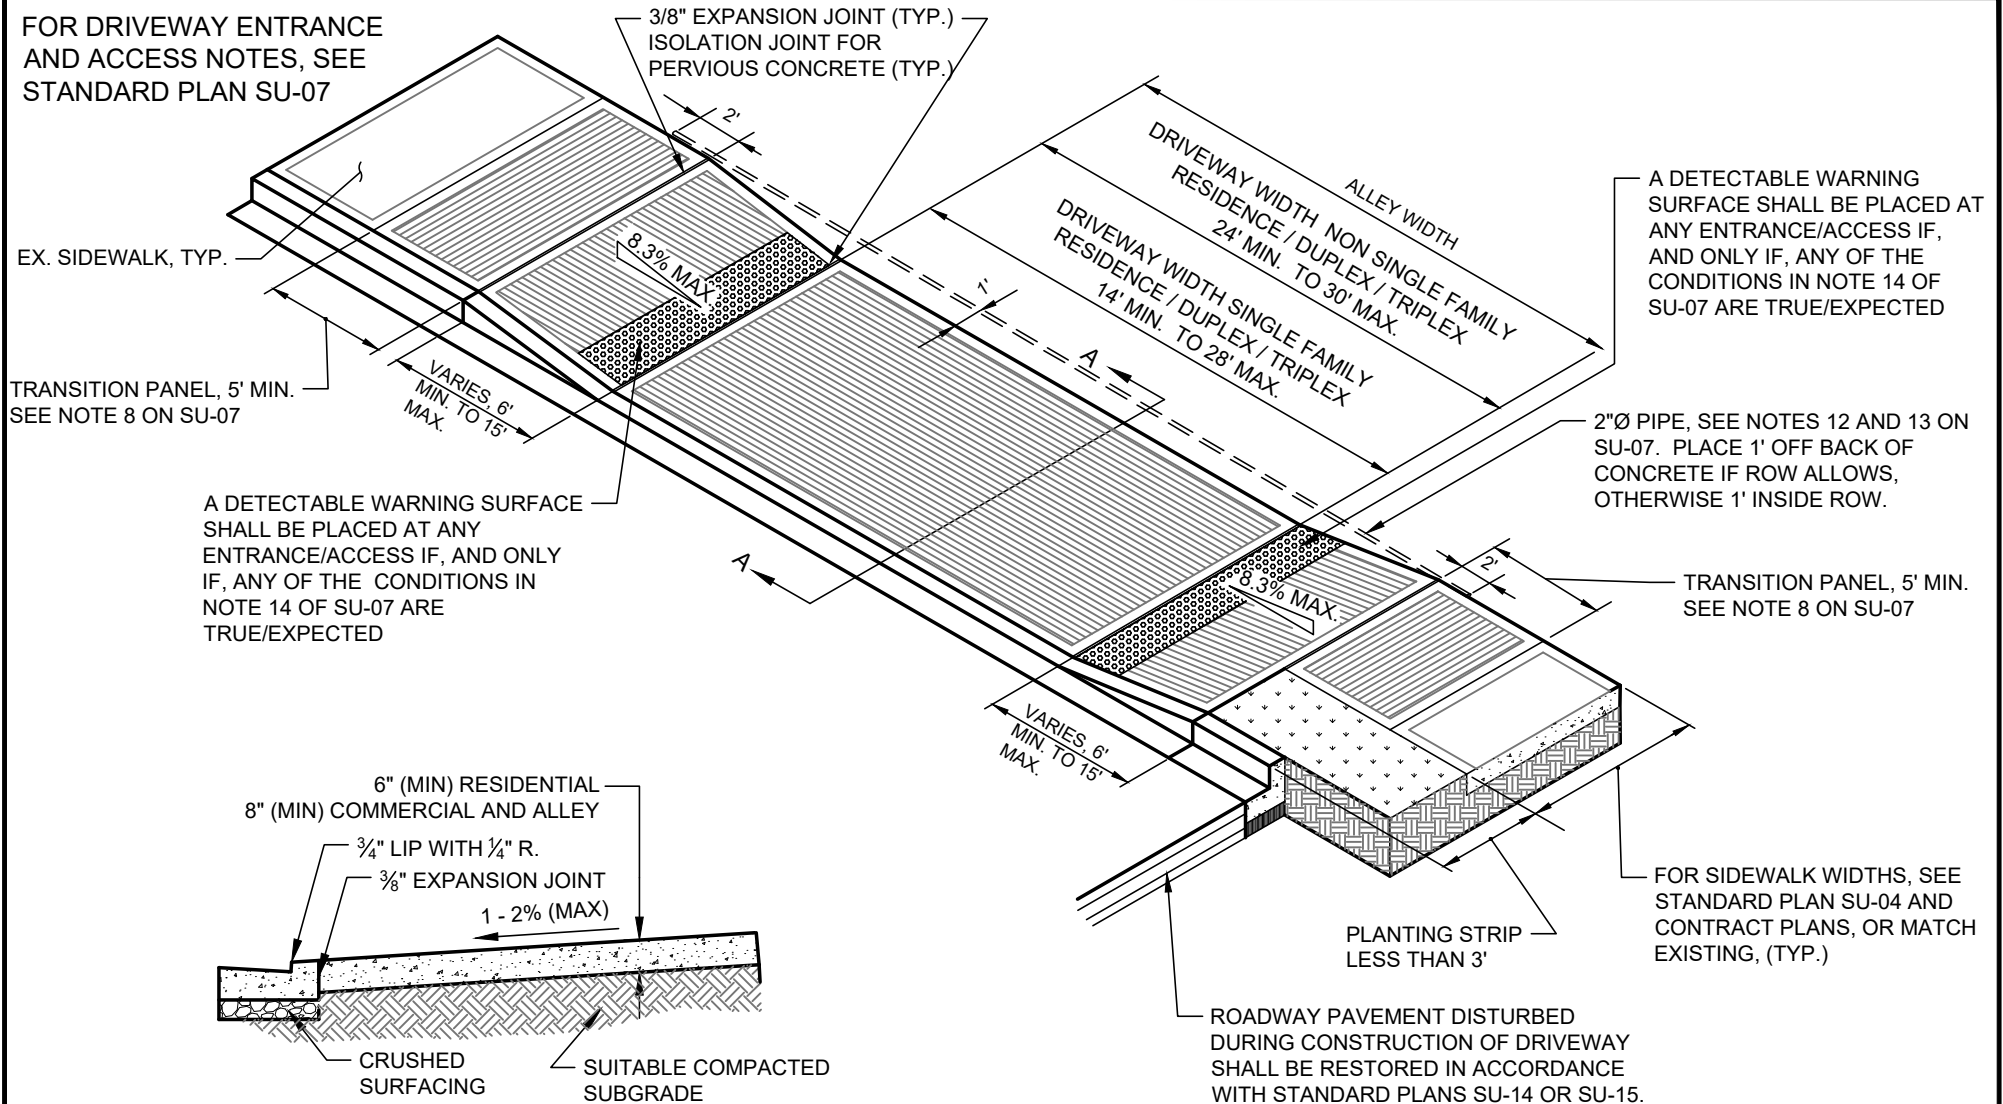 FOR DRIVEWAY ENTRANCE
AND ACCESS NOTES, SEE
STANDARD PLAN SU-07
3/8" EXPANSION JOINT (TYP.)
ISOLATION JOINT FOR
PERVIOUS CONCRETE (TYP.)
2'
ALLEY WIDTH
DRIVEWAY WIDTH NON SINGLE FAMILY
RESIDENCE / DUPLEX / TRIPLEX
24' MIN. TO 30' MAX.
DRIVEWAY WIDTH SINGLE FAMILY
RESIDENCE / DUPLEX / TRIPLEX
14' MIN. TO 28' MAX.
A DETECTABLE WARNING
SURFACE SHALL BE PLACED AT
ANY ENTRANCE/ACCESS IF,
AND ONLY IF, ANY OF THE
CONDITIONS IN NOTE 14 OF
SU-07 ARE TRUE/EXPECTED
EX. SIDEWALK, TYP.
8.3% MAX.
1'
A
TRANSITION PANEL, 5' MIN.
SEE NOTE 8 ON SU-07
VARIES, 6'
MIN. TO 15'
MAX.
2"Ø PIPE, SEE NOTES 12 AND 13 ON
SU-07. PLACE 1' OFF BACK OF
CONCRETE IF ROW ALLOWS,
OTHERWISE 1' INSIDE ROW.
A DETECTABLE WARNING SURFACE
SHALL BE PLACED AT ANY
ENTRANCE/ACCESS IF, AND ONLY
IF, ANY OF THE CONDITIONS IN
NOTE 14 OF SU-07 ARE
TRUE/EXPECTED
A
8.3% MAX.
2'
TRANSITION PANEL, 5' MIN.
SEE NOTE 8 ON SU-07
VARIES, 6'
MIN. TO 15'
MAX.
6" (MIN) RESIDENTIAL
8" (MIN) COMMERCIAL AND ALLEY
¾" LIP WITH ¼" R.
⅜" EXPANSION JOINT
1 - 2% (MAX)
CRUSHED
SURFACING
SUITABLE COMPACTED
SUBGRADE
FOR SIDEWALK WIDTHS, SEE
STANDARD PLAN SU-04 AND
CONTRACT PLANS, OR MATCH
EXISTING, (TYP.)
PLANTING STRIP
LESS THAN 3'
ROADWAY PAVEMENT DISTURBED
DURING CONSTRUCTION OF DRIVEWAY
SHALL BE RESTORED IN ACCORDANCE
WITH STANDARD PLANS SU-14 OR SU-15.